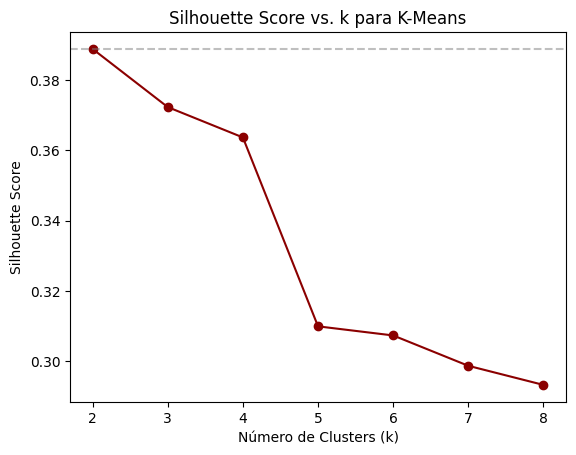 Silhouette Score vs. k para K-Means
Silhouette Score
0.38
0.36
0.34
0.32
0.30
2 3 4 5 6 7 8
Número de Clusters (k)